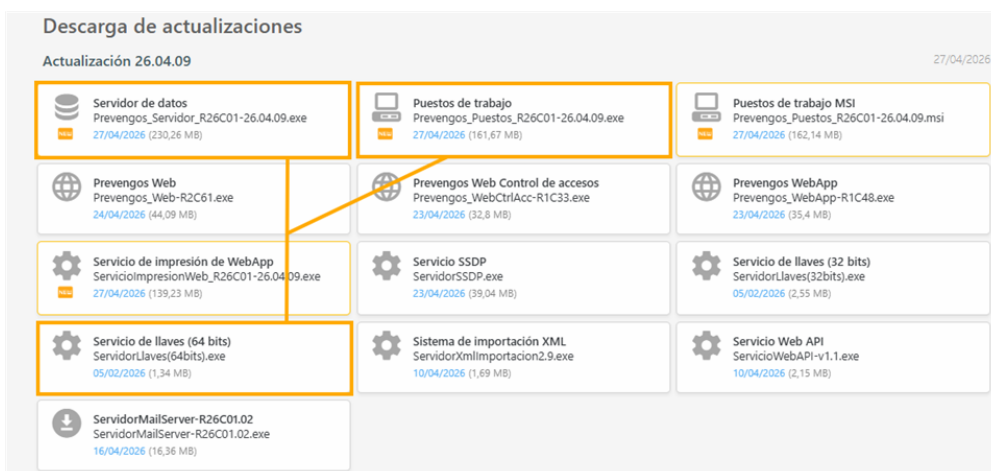 Descarga de actualizaciones
Actualización 26.04.09
27/04/2026
Servidor de datos
Prevengos_Servidor_R26C01-26.04.09.exe
NEW 27/04/2026 (230,26 MB)
Puestos de trabajo
Prevengos_Puestos_R26C01-26.04.09.exe
NEW 27/04/2026 (161,67 MB)
Puestos de trabajo MSI
Prevengos_Puestos_R26C01-26.04.09.msi
NEW 27/04/2026 (162,14 MB)
Prevengos Web
Prevengos_Web-R2C61.exe
24/04/2026 (44,09 MB)
Prevengos Web Control de accesos
Prevengos_WebCtrlAcc-R1C33.exe
23/04/2026 (32,8 MB)
Prevengos WebApp
Prevengos_WebApp-R1C48.exe
23/04/2026 (35,4 MB)
Servicio de impresión de WebApp
ServicioImpresionWeb_R26C01-26.04.09.exe
NEW 27/04/2026 (139,23 MB)
Servicio SSDP
ServidorSSDP.exe
23/04/2026 (39,04 MB)
Servicio de llaves (32 bits)
ServidorLlaves(32bits).exe
05/02/2026 (2,55 MB)
Servicio de llaves (64 bits)
ServidorLlaves(64bits).exe
05/02/2026 (1,34 MB)
Sistema de importación XML
ServidorXmlImportacion2.9.exe
10/04/2026 (1,69 MB)
Servicio Web API
ServicioWebAPI-v1.1.exe
10/04/2026 (2,15 MB)
ServidorMailServer-R26C01.02
ServidorMailServer-R26C01.02.exe
16/04/2026 (16,36 MB)